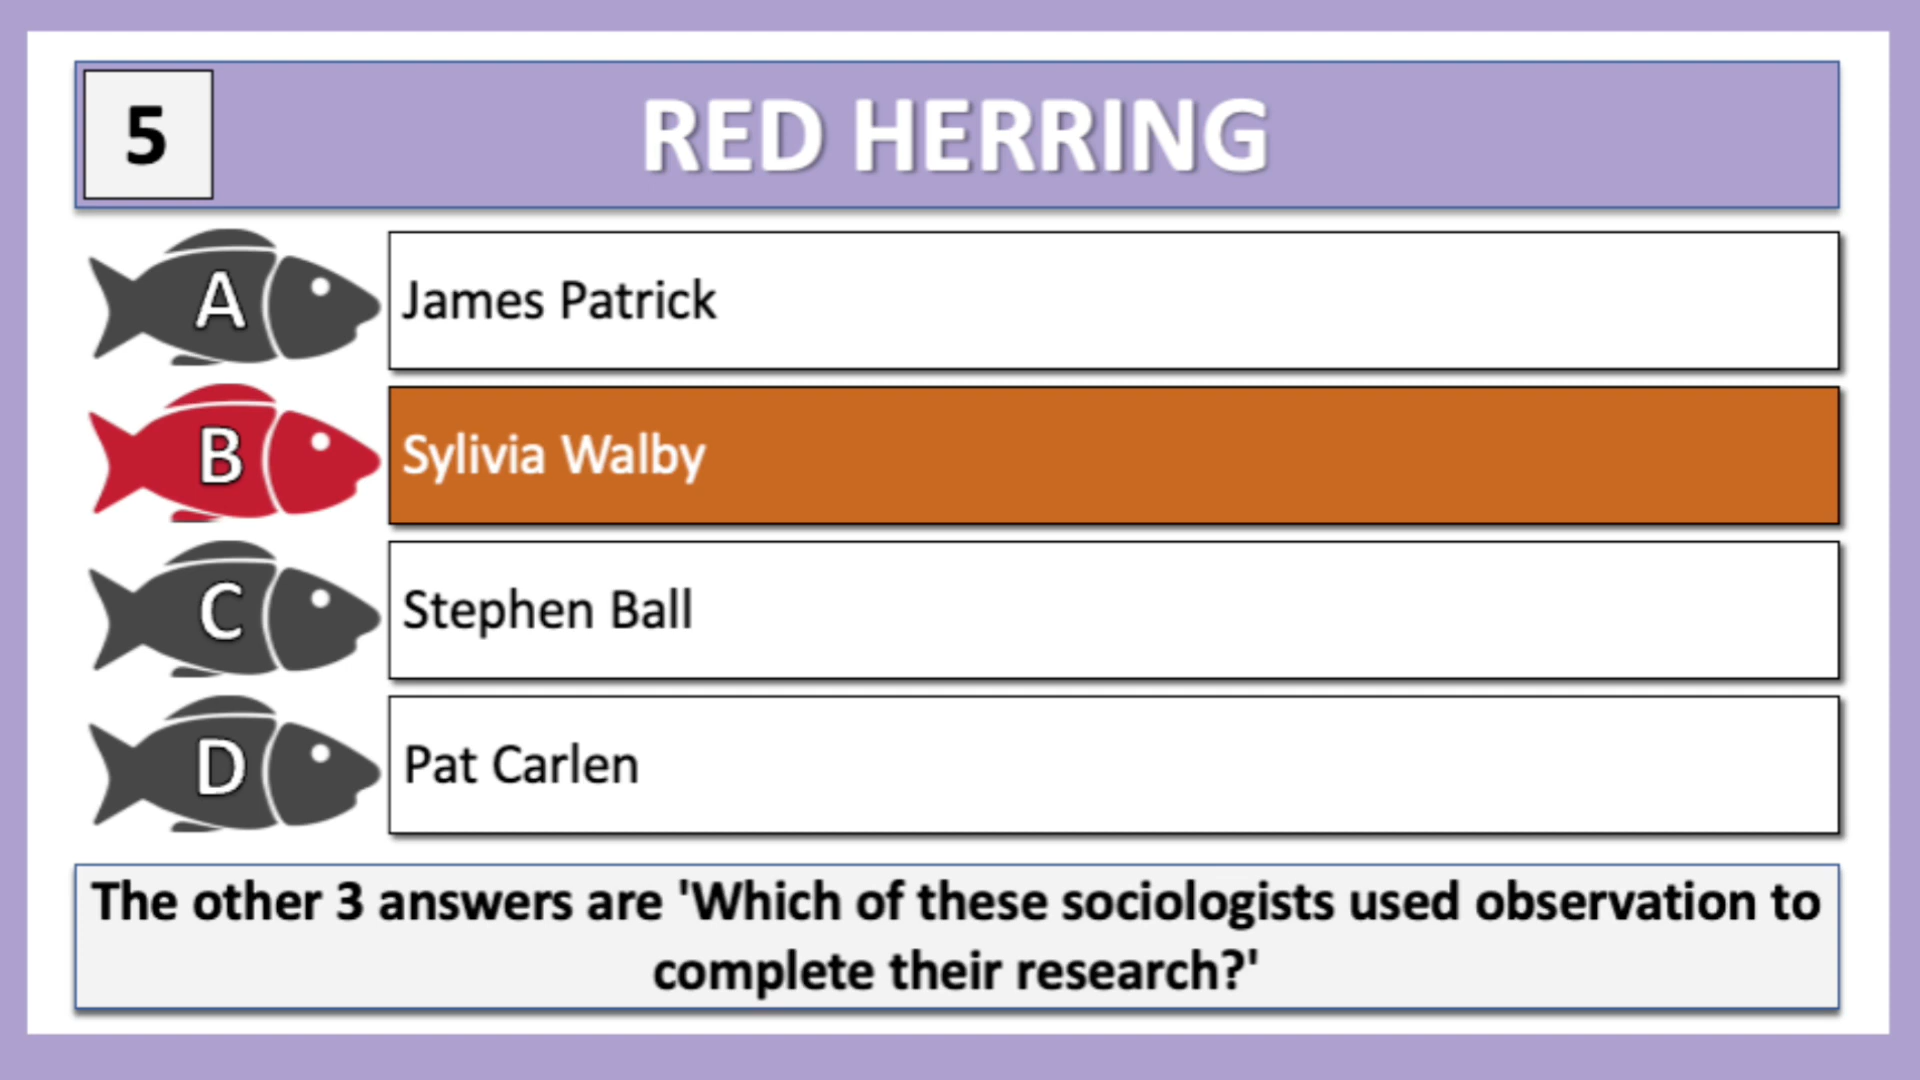 5
RED HERRING
A
James Patrick
B
Sylivia Walby
C
Stephen Ball
D
Pat Carlen
The other 3 answers are 'Which of these sociologists used observation to
complete their research?'